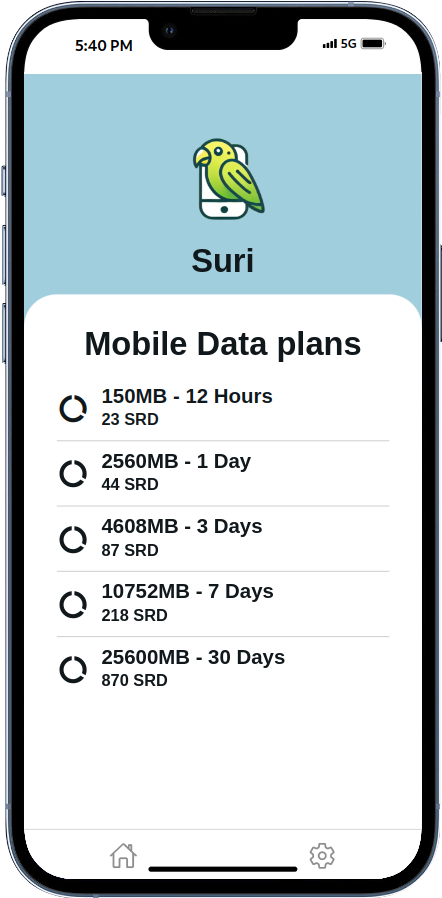 5:40 PM 5G
Suri
Mobile Data plans
150MB - 12 Hours
23 SRD
2560MB - 1 Day
44 SRD
4608MB - 3 Days
87 SRD
10752MB - 7 Days
218 SRD
25600MB - 30 Days
870 SRD